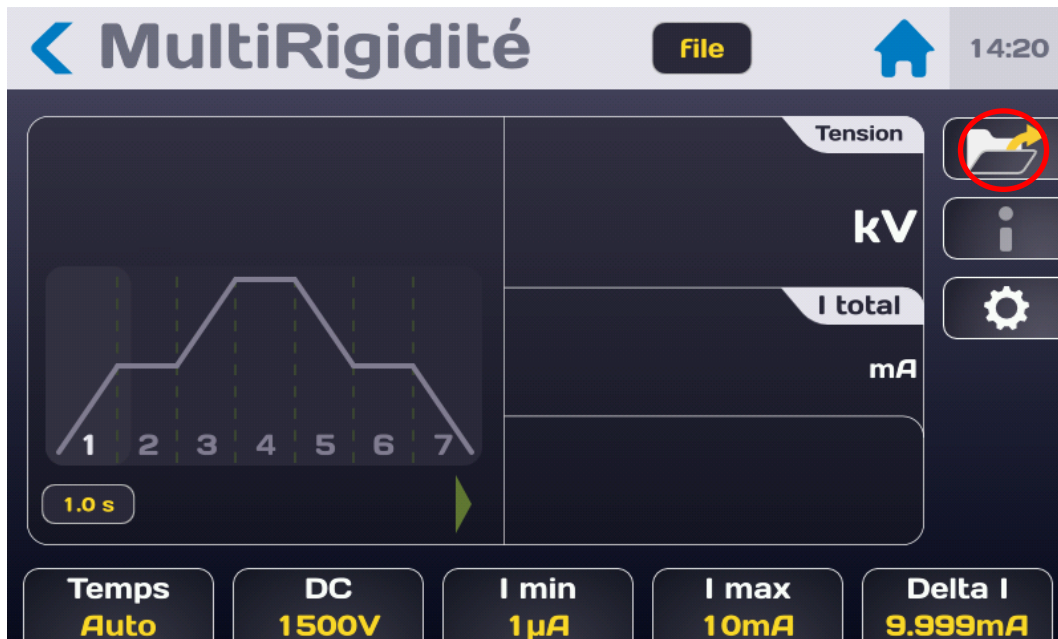 MultiRigidité
file
14:20
Tension
kV
I total
mA
1 2 3 4 5 6 7
1.0 s
Temps
Auto
DC
1500V
I min
1µA
I max
10mA
Delta I
9.999mA